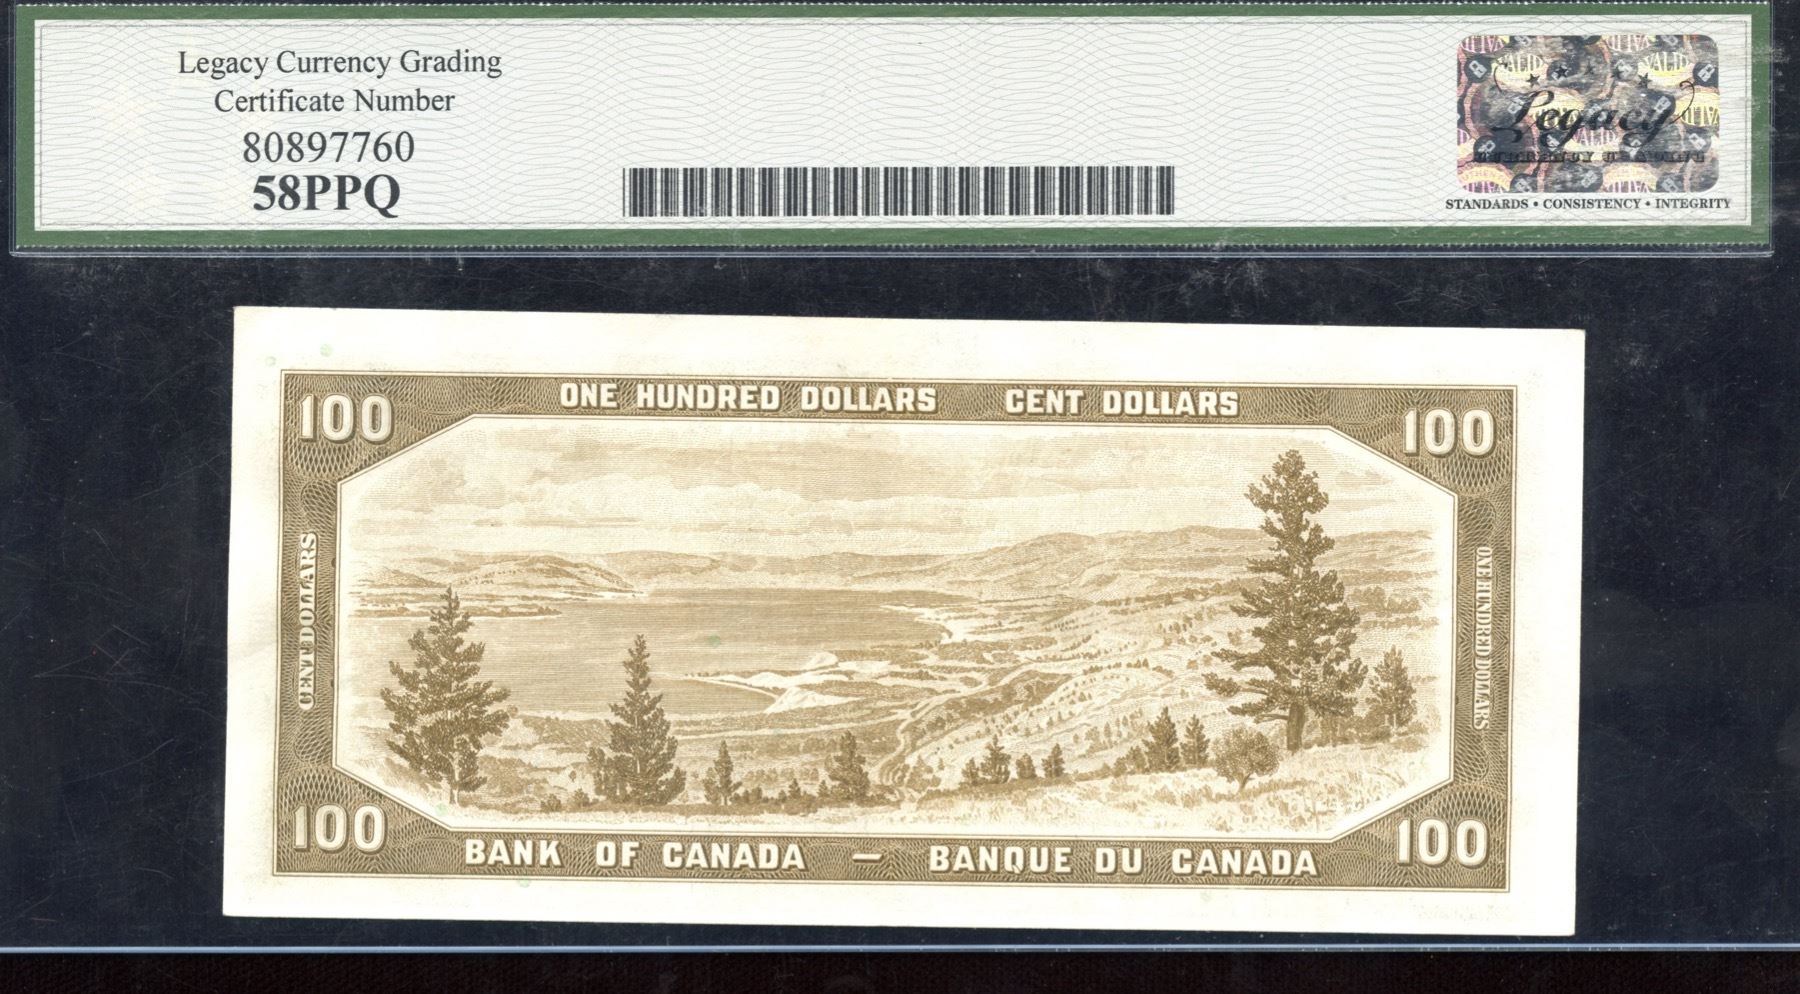 Legacy Currency Grading
Certificate Number
80897760
58PPQ
VALID
Legacy
STANDARDS • CONSISTENCY • INTEGRITY
ONE HUNDRED DOLLARS CENT DOLLARS
100
100
CENT DOLLARS
ONE HUNDRED DOLLARS
100
100
BANK OF CANADA — BANQUE DU CANADA